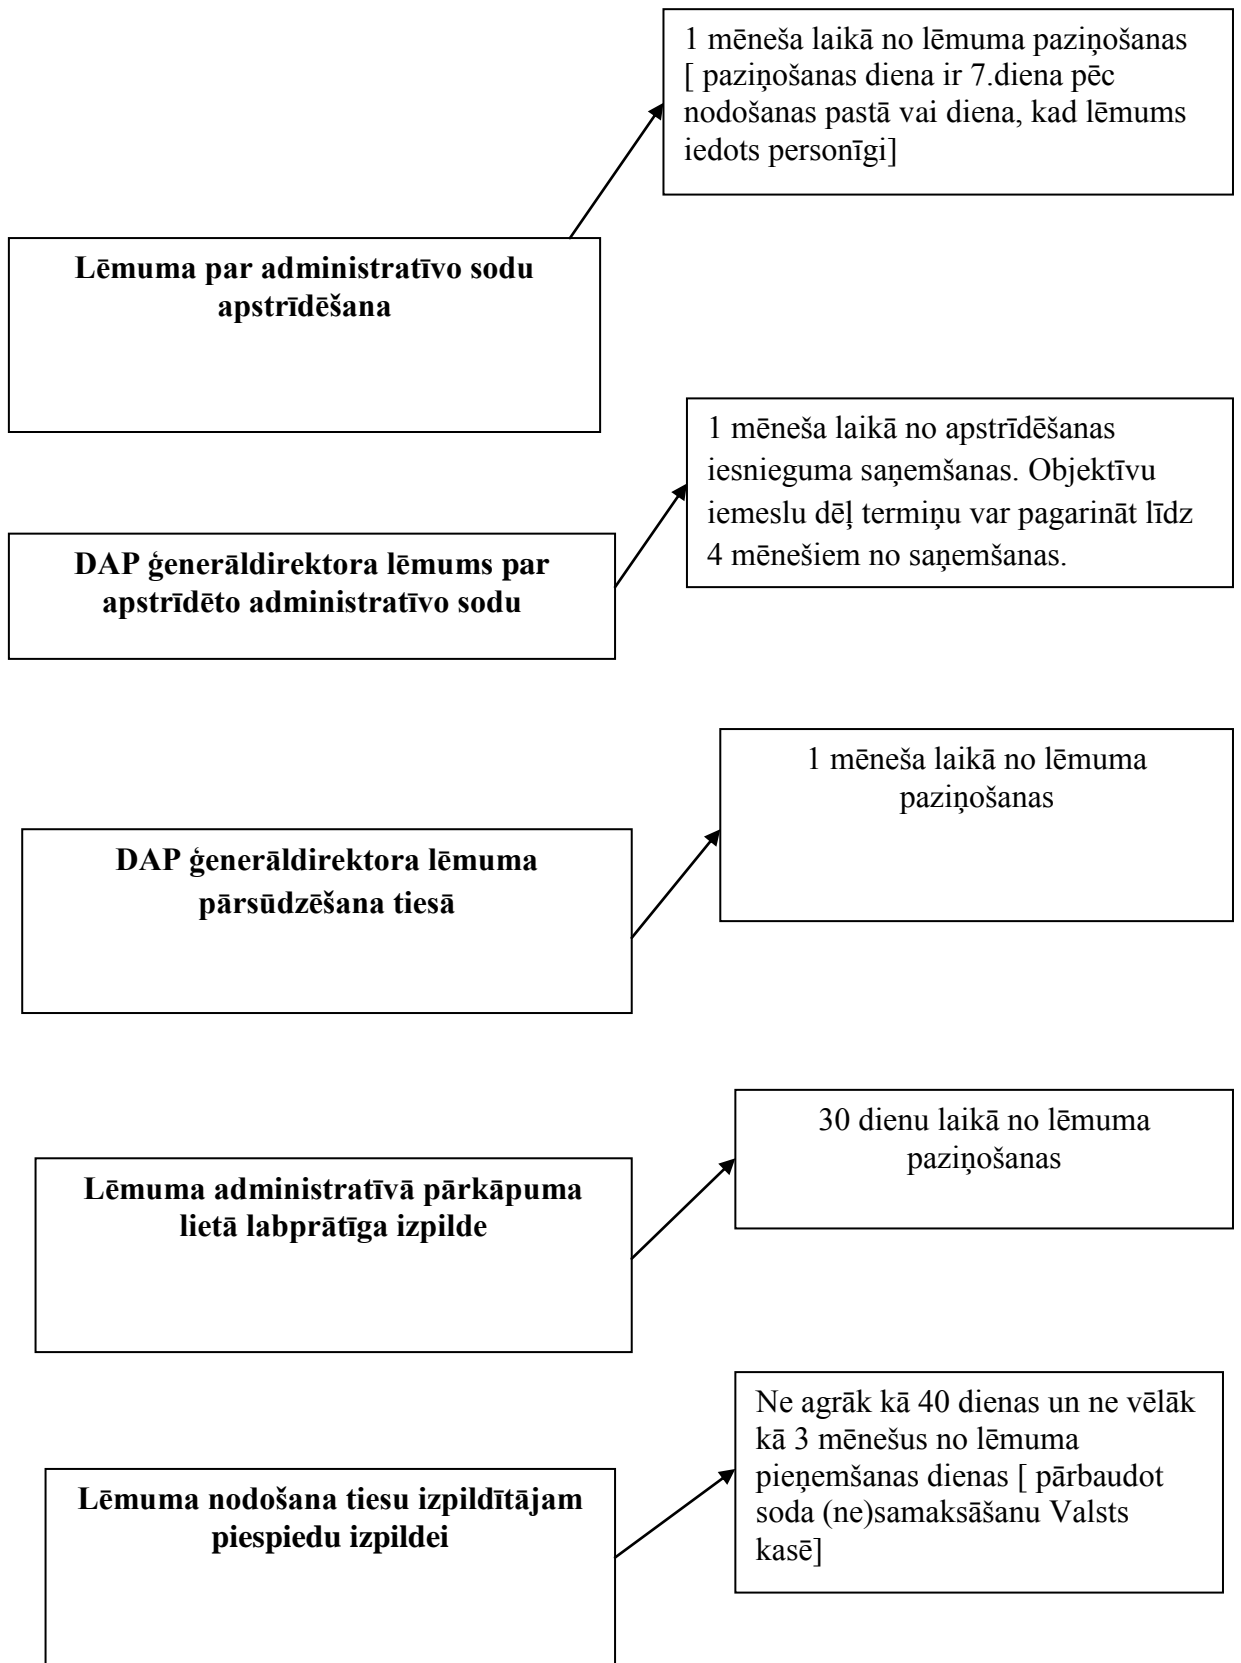 1 mēneša laikā no lēmuma paziņošanas
[ paziņošanas diena ir 7.diena pēc
nodošanas pastā vai diena, kad lēmums
iedots personīgi]
Lēmuma par administratīvo sodu
apstrīdēšana
1 mēneša laikā no apstrīdēšanas
iesnieguma saņemšanas. Objektīvu
iemeslu dēļ termiņu var pagarināt līdz
4 mēnešiem no saņemšanas.
DAP ģenerāldirektora lēmums par
apstrīdēto administratīvo sodu
1 mēneša laikā no lēmuma
paziņošanas
DAP ģenerāldirektora lēmuma
pārsūdzēšana tiesā
30 dienu laikā no lēmuma
paziņošanas
Lēmuma administratīvā pārkāpuma
lietā labprātīga izpilde
Ne agrāk kā 40 dienas un ne vēlāk
kā 3 mēnešus no lēmuma
pieņemšanas dienas [ pārbaudot
soda (ne)samaksāšanu Valsts
kasē]
Lēmuma nodošana tiesu izpildītājam
piespiedu izpildei